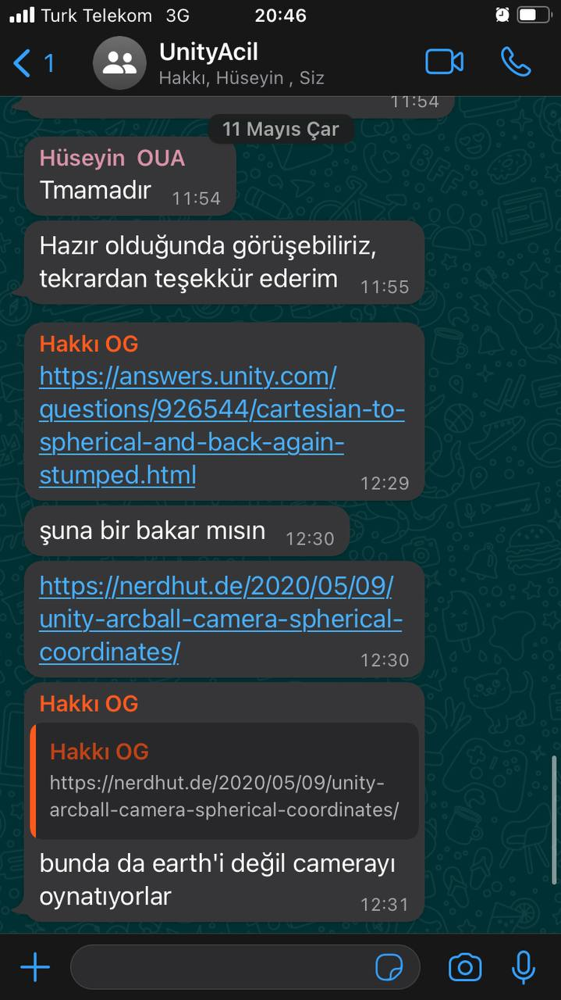 Turk Telekom 3G 20:46
1
UnityAcil
Hakkı, Hüseyin , Siz
11:54
11 Mayıs Çar
Hüseyin OUA
Tmamadır 11:54
Hazır olduğunda görüşebiliriz,
tekrardan teşekkür ederim 11:55
Hakkı OG
https://answers.unity.com/
questions/926544/cartesian-to-
spherical-and-back-again-
stumped.html 12:29
şuna bir bakar mısın 12:30
https://nerdhut.de/2020/05/09/
unity-arcball-camera-spherical-
coordinates/ 12:30
Hakkı OG
Hakkı OG
https://nerdhut.de/2020/05/09/unity-
arcball-camera-spherical-coordinates/
bunda da earth'i değil camerayı
oynatıyorlar 12:31